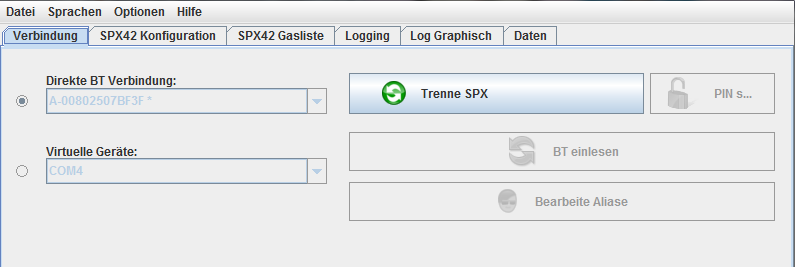 Datei Sprachen Optionen Hilfe
Verbindung SPX42 Konfiguration SPX42 Gasliste Logging Log Graphisch Daten
Direkte BT Verbindung:
A-00802507BF3F *
Trenne SPX
PIN s...
Virtuelle Geräte:
COM4
BT einlesen
Bearbeite Aliase